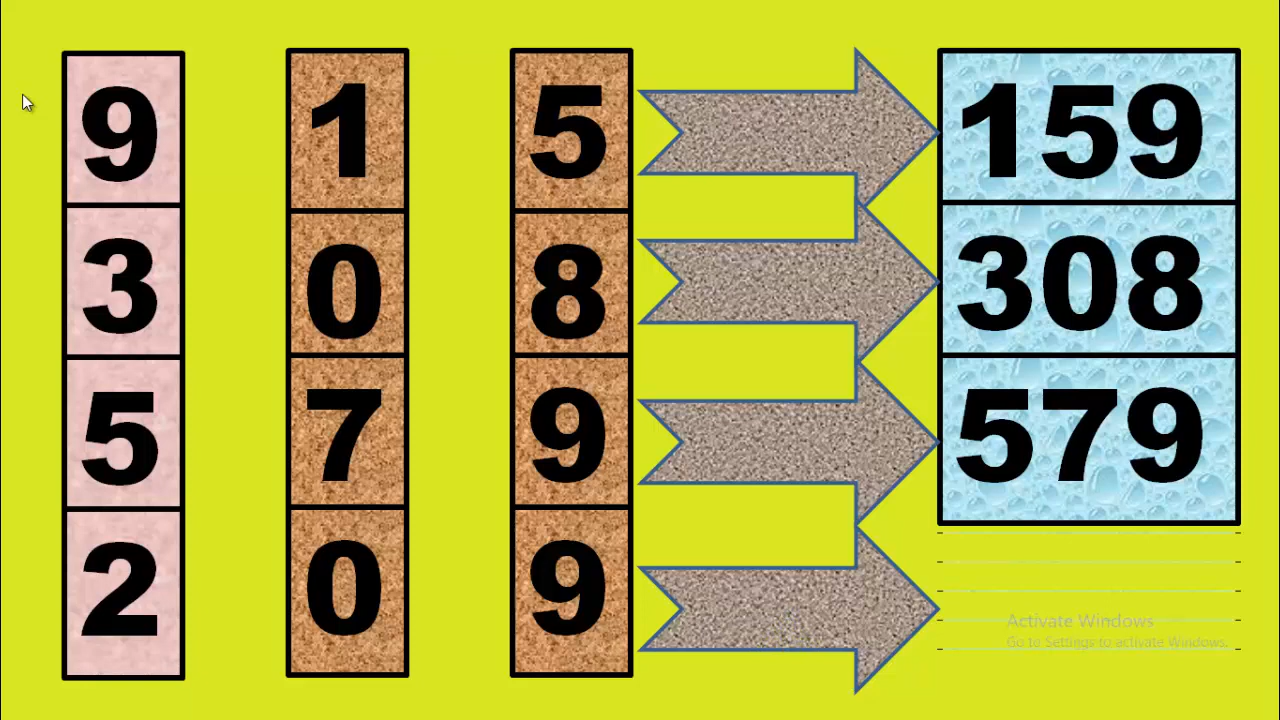 9 1 5 159
3 0 8 308
5 7 9 579
2 0 9
Activate Windows
Go to Settings to activate Windows.